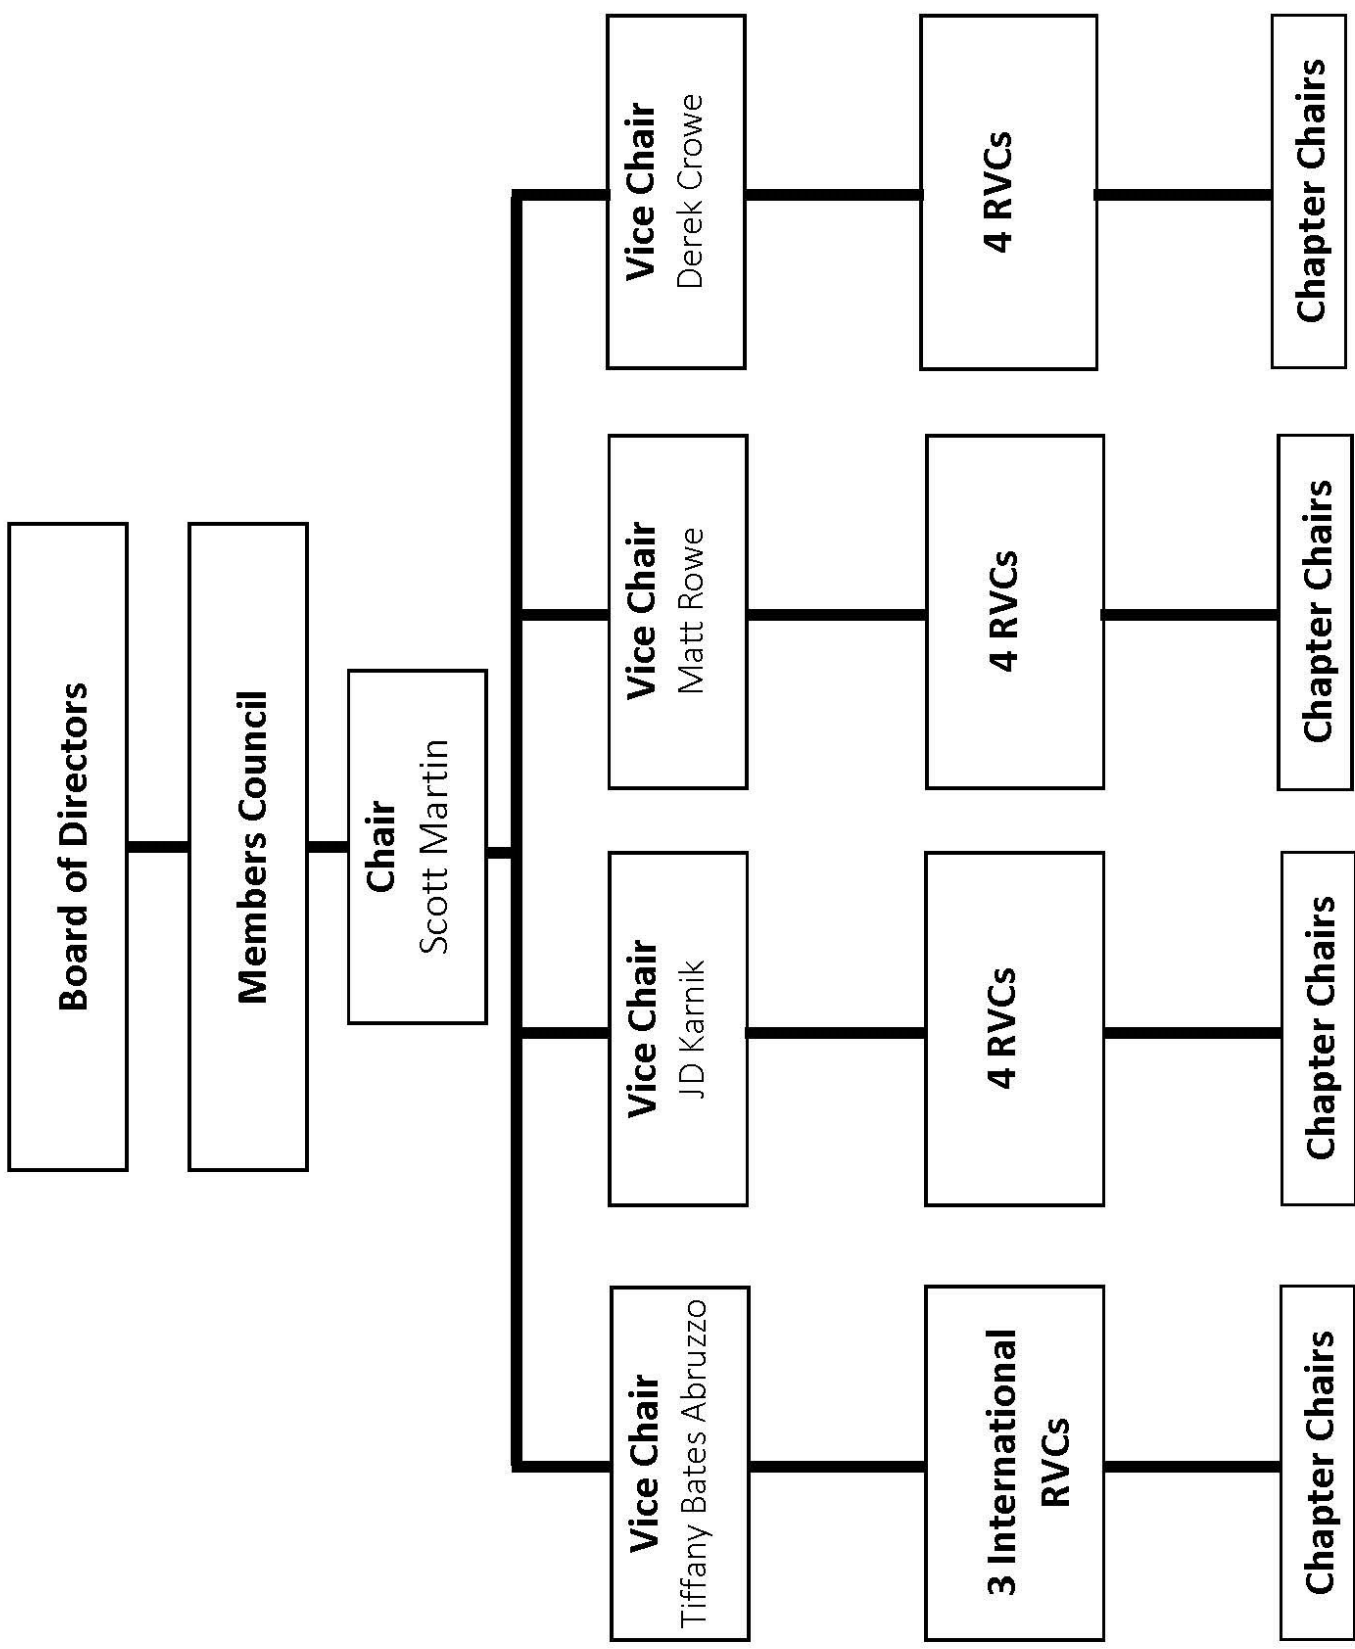 Board of Directors
Members Council
Chair
Scott Martin
Vice Chair
Tiffany Bates Abruzzo
Vice Chair
JD Karnik
Vice Chair
Matt Rowe
Vice Chair
Derek Crowe
3 International
RVCs
4 RVCs
4 RVCs
4 RVCs
Chapter Chairs
Chapter Chairs
Chapter Chairs
Chapter Chairs